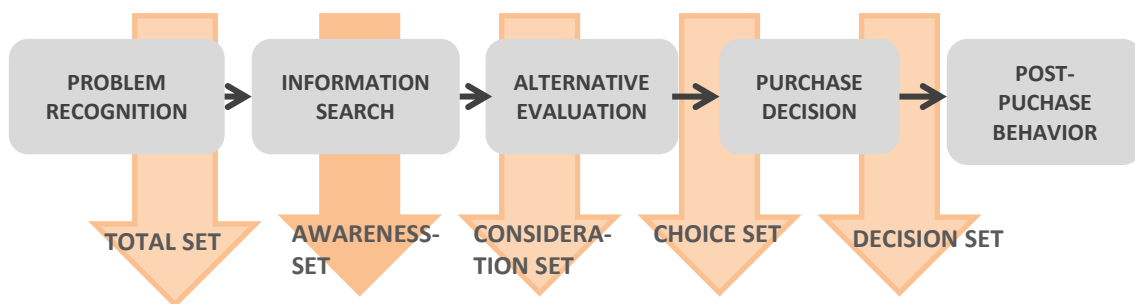 PROBLEM
RECOGNITION
INFORMATION
SEARCH
ALTERNATIVE
EVALUATION
PURCHASE
DECISION
POST-
PUCHASE
BEHAVIOR
TOTAL SET
AWARENESS-
SET
CONSIDERA-
TION SET
CHOICE SET
DECISION SET